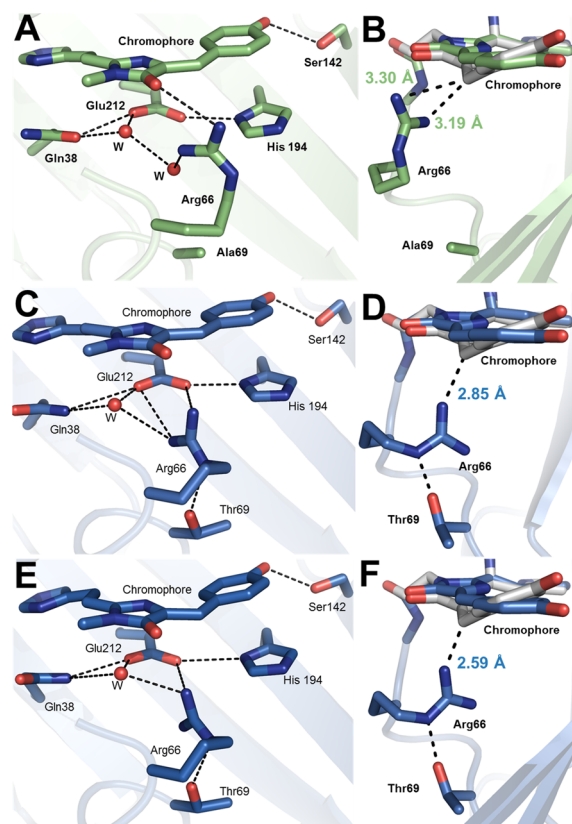 A
Chromophore
Ser142
Glu212
His 194
Gln38
W
W
Arg66
Ala69
B
3.30 Å
Chromophore
3.19 Å
Arg66
Ala69
C
Chromophore
Ser142
Glu212
His 194
Gln38
W
Arg66
Thr69
D
Chromophore
2.85 Å
Arg66
Thr69
E
Chromophore
Ser142
Glu212
His 194
Gln38
W
Arg66
Thr69
F
Chromophore
2.59 Å
Arg66
Thr69